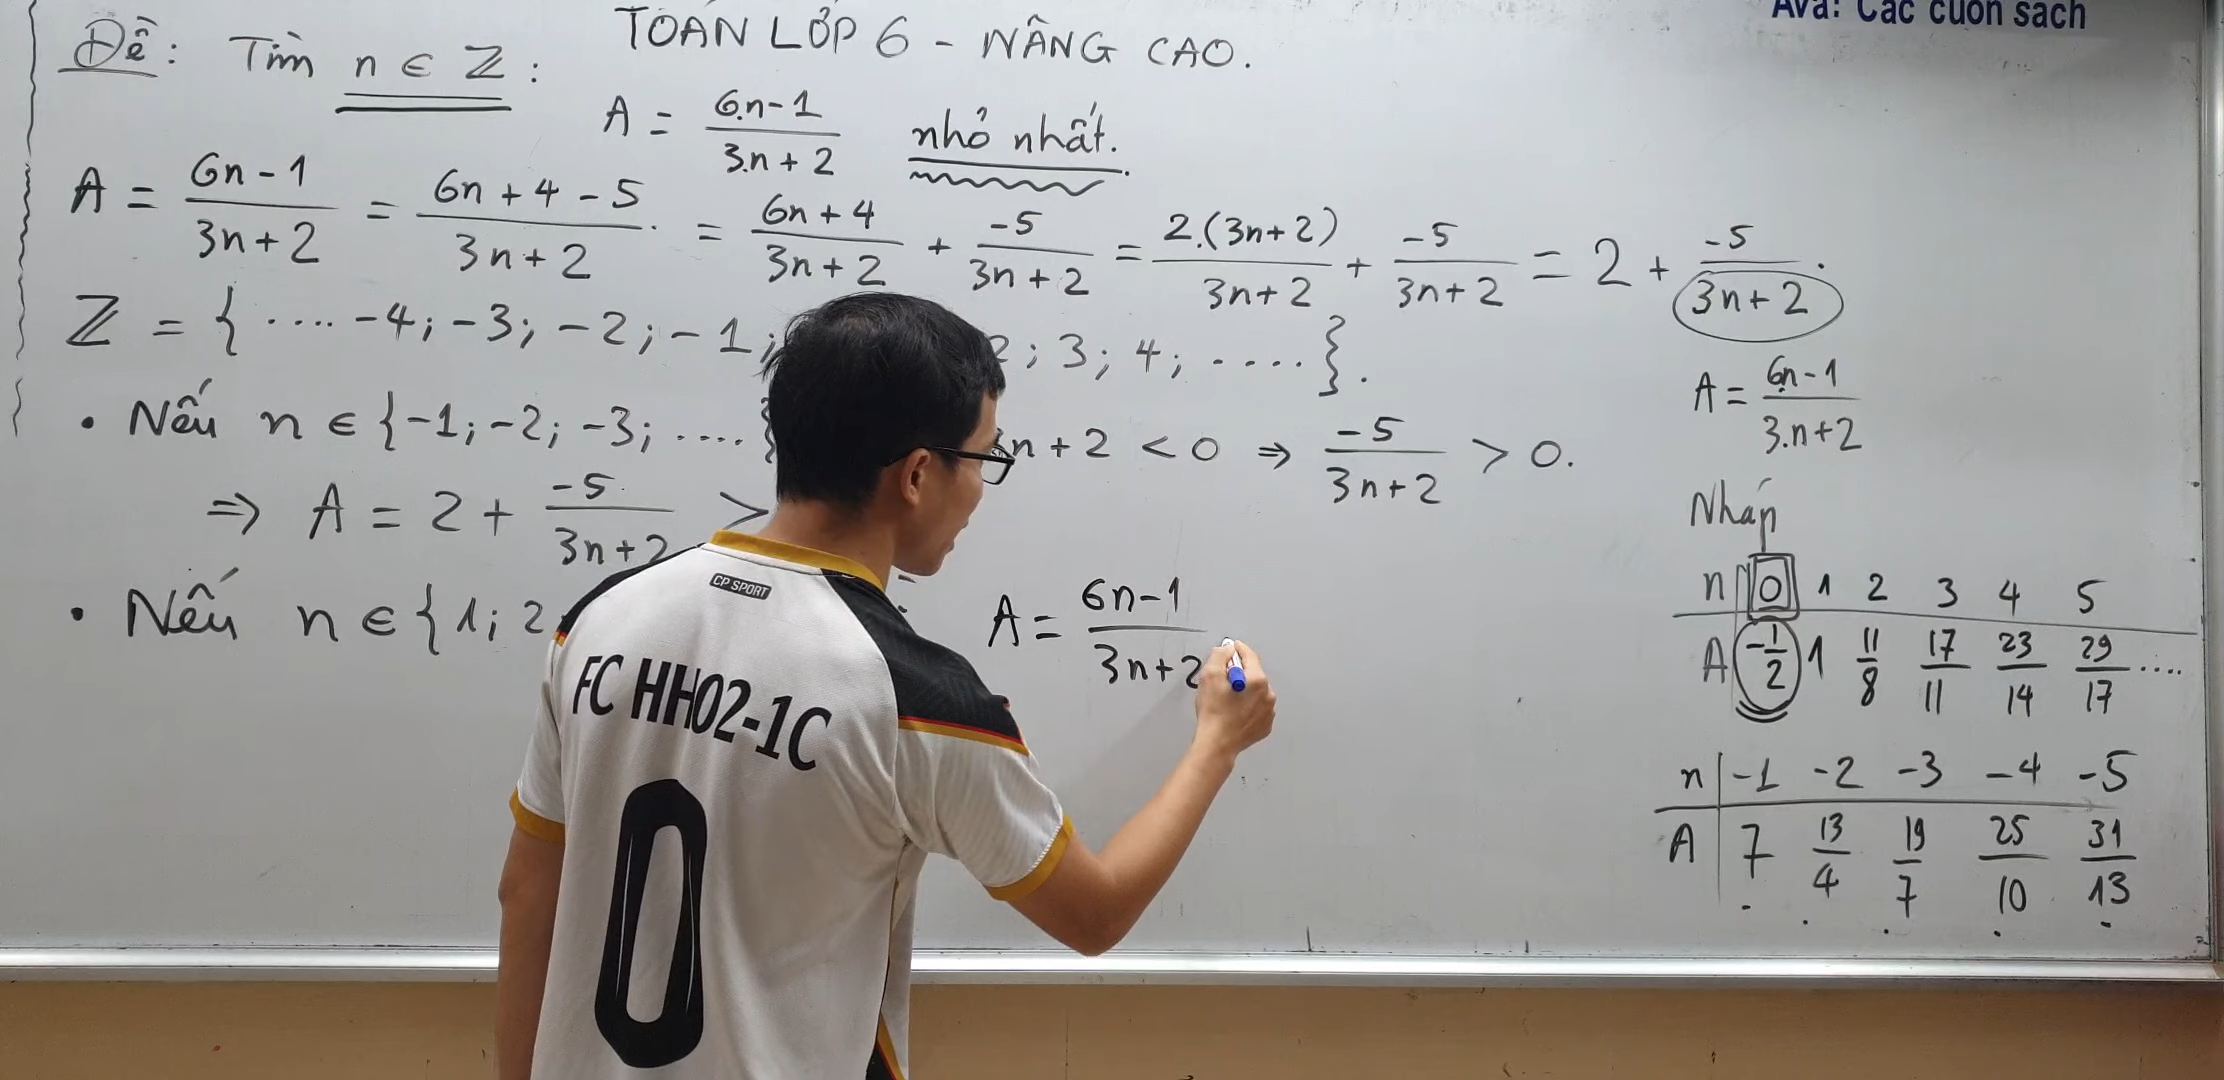 Ava: Các cuốn sách
TOÁN LỚP 6 - NÂNG CAO.
Đề: Tìm n ∈ ℤ:
A = (6.n-1)/(3.n+2) nhỏ nhất.
A = (6n-1)/(3n+2) = (6n+4-5)/(3n+2) = (6n+4)/(3n+2) + (-5)/(3n+2) = (2.(3n+2))/(3n+2) + (-5)/(3n+2) = 2 + (-5)/(3n+2).
ℤ = { .... -4; -3; -2; -1; 2; 3; 4; .... }.
• Nếu n ∈ {-1; -2; -3; ....} n + 2 < 0 ⇒ (-5)/(3n+2) > 0.
⇒ A = 2 + (-5)/(3n+2) >
• Nếu n ∈ {1; 2 : A = (6n-1)/(3n+2)
A = (6.n-1)/(3.n+2)
Nháp
n 0 1 2 3 4 5
A -1/2 1 11/8 17/11 23/14 29/17 ....
n -1 -2 -3 -4 -5
A 7 13/4 19/7 25/10 31/13
CP SPORT
FC HH02-1C
0